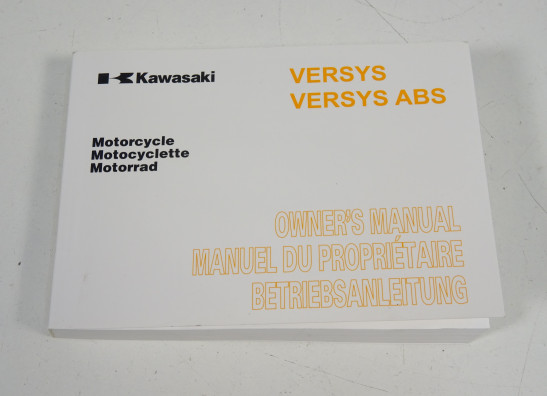 Kawasaki
VERSYS
VERSYS ABS
Motorcycle
Motocyclette
Motorrad
OWNER'S MANUAL
MANUEL DU PROPRIÉTAIRE
BETRIEBSANLEITUNG